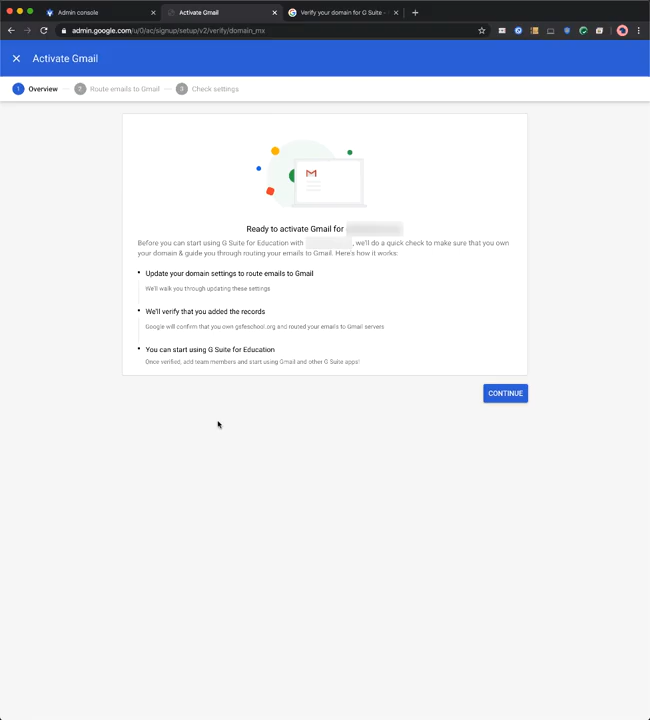 Admin console
Activate Gmail
Verify your domain for G Suite -
admin.google.com/u/0/ac/signup/setup/v2/verify/domain_mx
Activate Gmail
1 Overview
2 Route emails to Gmail
3 Check settings
Ready to activate Gmail for
Before you can start using G Suite for Education with , we'll do a quick check to make sure that you own
your domain & guide you through routing your emails to Gmail. Here's how it works:
Update your domain settings to route emails to Gmail
We'll walk you through updating these settings
We'll verify that you added the records
Google will confirm that you own gsfeschool.org and routed your emails to Gmail servers
You can start using G Suite for Education
Once verified, add team members and start using Gmail and other G Suite apps!
CONTINUE